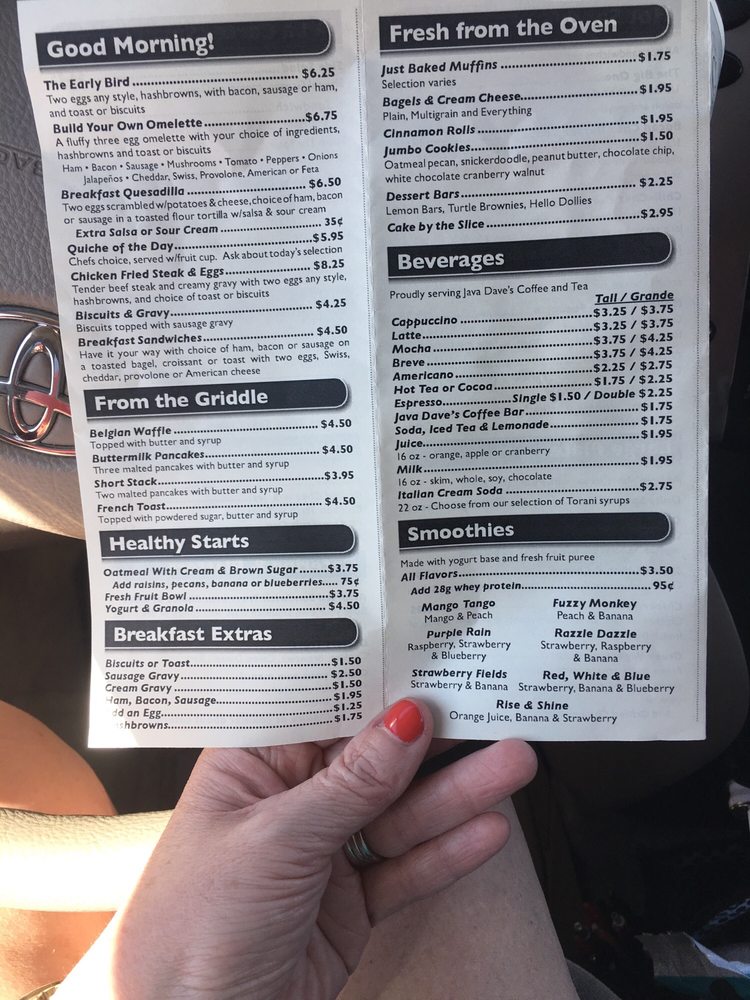 Good Morning!
The Early Bird ... $6.25
Two eggs any style, hashbrowns, with bacon, sausage or ham,
and toast or biscuits
Build Your Own Omelette ... $6.75
A fluffy three egg omelette with your choice of ingredients,
hashbrowns and toast or biscuits
Ham • Bacon • Sausage • Mushrooms • Tomato • Peppers • Onions
Jalapeños • Cheddar, Swiss, Provolone, American or Feta
Breakfast Quesadilla ... $6.50
Two eggs scrambled w/potatoes & cheese, choice of ham, bacon
or sausage in a toasted flour tortilla w/salsa & sour cream
Extra Salsa or Sour Cream ... 35¢
Quiche of the Day ... $5.95
Chefs choice, served w/fruit cup. Ask about today's selection
Chicken Fried Steak & Eggs ... $8.25
Tender beef steak and creamy gravy with two eggs any style,
hashbrowns, and choice of toast or biscuits
Biscuits & Gravy ... $4.25
Biscuits topped with sausage gravy
Breakfast Sandwiches ... $4.50
Have it your way with choice of ham, bacon or sausage on
a toasted bagel, croissant or toast with two eggs, Swiss,
cheddar, provolone or American cheese
From the Griddle
Belgian Waffle ... $4.50
Topped with butter and syrup
Buttermilk Pancakes ... $4.50
Three malted pancakes with butter and syrup
Short Stack ... $3.95
Two malted pancakes with butter and syrup
French Toast ... $4.50
Topped with powdered sugar, butter and syrup
Healthy Starts
Oatmeal With Cream & Brown Sugar ... $3.75
Add raisins, pecans, banana or blueberries ... 75¢
Fresh Fruit Bowl ... $3.75
Yogurt & Granola ... $4.50
Breakfast Extras
Biscuits or Toast ... $1.50
Sausage Gravy ... $2.50
Cream Gravy ... $1.50
Ham, Bacon, Sausage ... $1.95
dd an Egg ... $1.25
shbrowns ... $1.75
Fresh from the Oven
Just Baked Muffins ... $1.75
Selection varies
Bagels & Cream Cheese ... $1.95
Plain, Multigrain and Everything
Cinnamon Rolls ... $1.95
Jumbo Cookies ... $1.50
Oatmeal pecan, snickerdoodle, peanut butter, chocolate chip,
white chocolate cranberry walnut
Dessert Bars ... $2.25
Lemon Bars, Turtle Brownies, Hello Dollies
Cake by the Slice ... $2.95
Beverages
Proudly serving Java Dave's Coffee and Tea
Tall / Grande
Cappuccino ... $3.25 / $3.75
Latte ... $3.25 / $3.75
Mocha ... $3.75 / $4.25
Breve ... $3.75 / $4.25
Americano ... $2.25 / $2.75
Hot Tea or Cocoa ... $1.75 / $2.25
Espresso ... Single $1.50 / Double $2.25
Java Dave's Coffee Bar ... $1.75
Soda, Iced Tea & Lemonade ... $1.75
Juice ... $1.95
16 oz - orange, apple or cranberry
Milk ... $1.95
16 oz - skim, whole, soy, chocolate
Italian Cream Soda ... $2.75
22 oz - Choose from our selection of Torani syrups
Smoothies
Made with yogurt base and fresh fruit puree
All Flavors ... $3.50
Add 28g whey protein ... 95¢
Mango Tango
Mango & Peach
Fuzzy Monkey
Peach & Banana
Purple Rain
Raspberry, Strawberry
& Blueberry
Razzle Dazzle
Strawberry, Raspberry
& Banana
Strawberry Fields
Strawberry & Banana
Red, White & Blue
Strawberry, Banana & Blueberry
Rise & Shine
Orange Juice, Banana & Strawberry